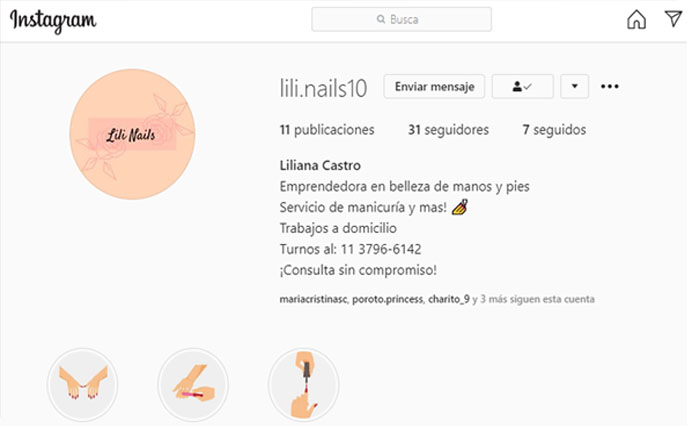 Instagram
Busca
lili.nails10 Enviar mensaje
11 publicaciones 31 seguidores 7 seguidos
Lili Nails
Liliana Castro
Emprendedora en belleza de manos y pies
Servicio de manicuría y mas! 💅
Trabajos a domicilio
Turnos al: 11 3796-6142
¡Consulta sin compromiso!
mariacristinasc, poroto.princess, charito_9 y 3 más siguen esta cuenta